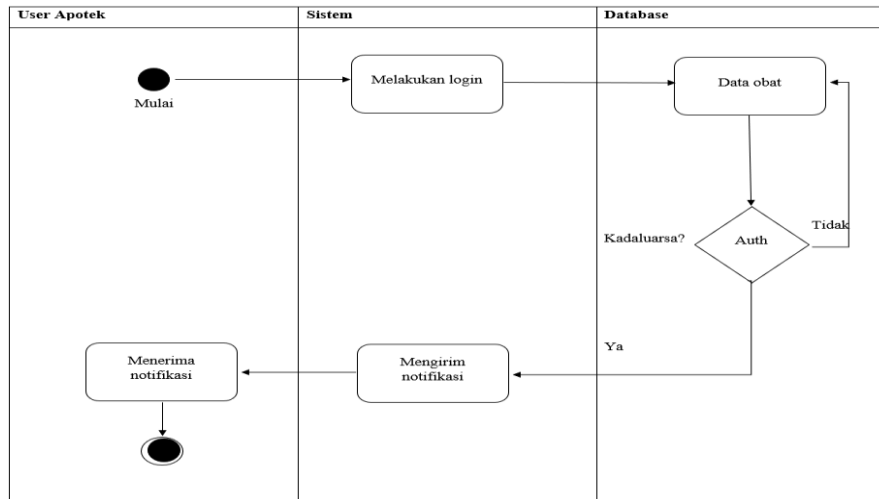 User Apotek
Sistem
Database
Mulai
Melakukan login
Data obat
Kadaluarsa?
Auth
Tidak
Ya
Menerima
notifikasi
Mengirim
notifikasi